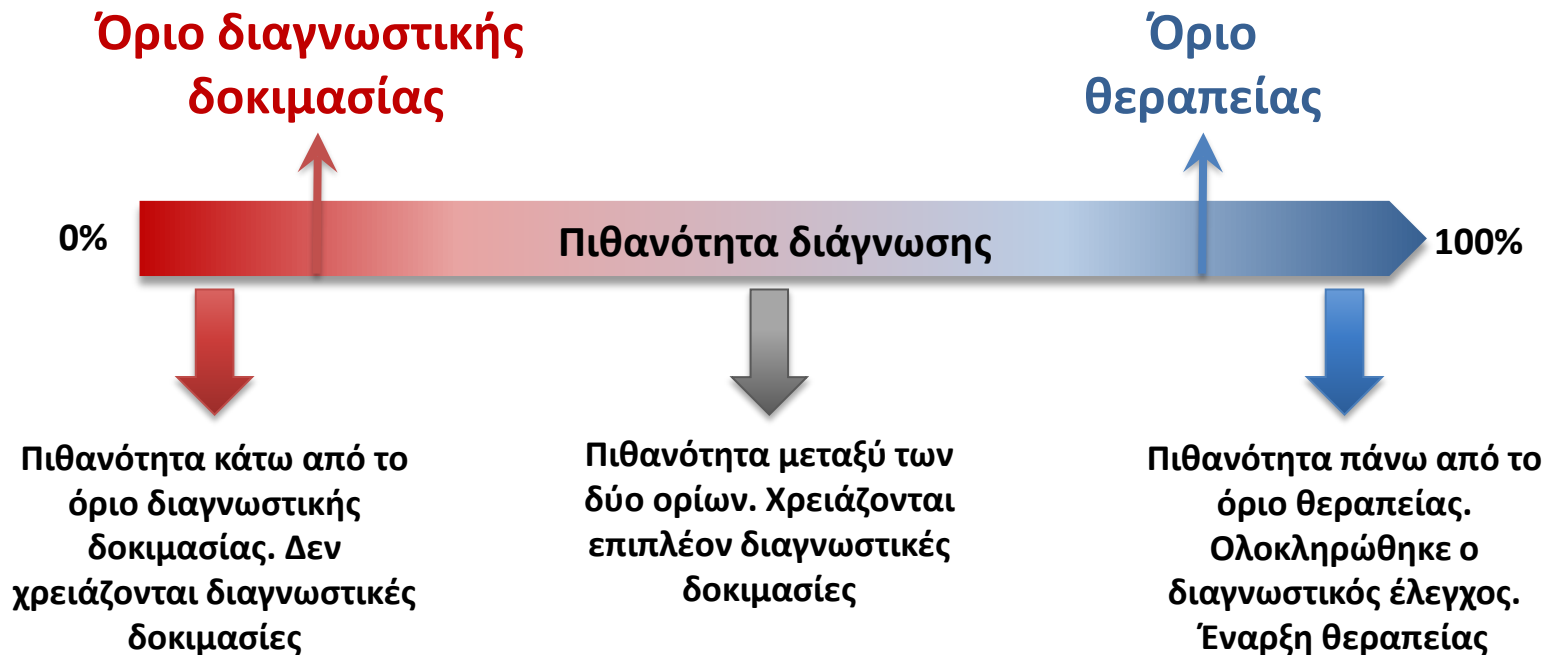 Όριο διαγνωστικής
δοκιμασίας
Όριο
θεραπείας
0%
Πιθανότητα διάγνωσης
100%
Πιθανότητα κάτω από το
όριο διαγνωστικής
δοκιμασίας. Δεν
χρειάζονται διαγνωστικές
δοκιμασίες
Πιθανότητα μεταξύ των
δύο ορίων. Χρειάζονται
επιπλέον διαγνωστικές
δοκιμασίες
Πιθανότητα πάνω από το
όριο θεραπείας.
Ολοκληρώθηκε ο
διαγνωστικός έλεγχος.
Έναρξη θεραπείας